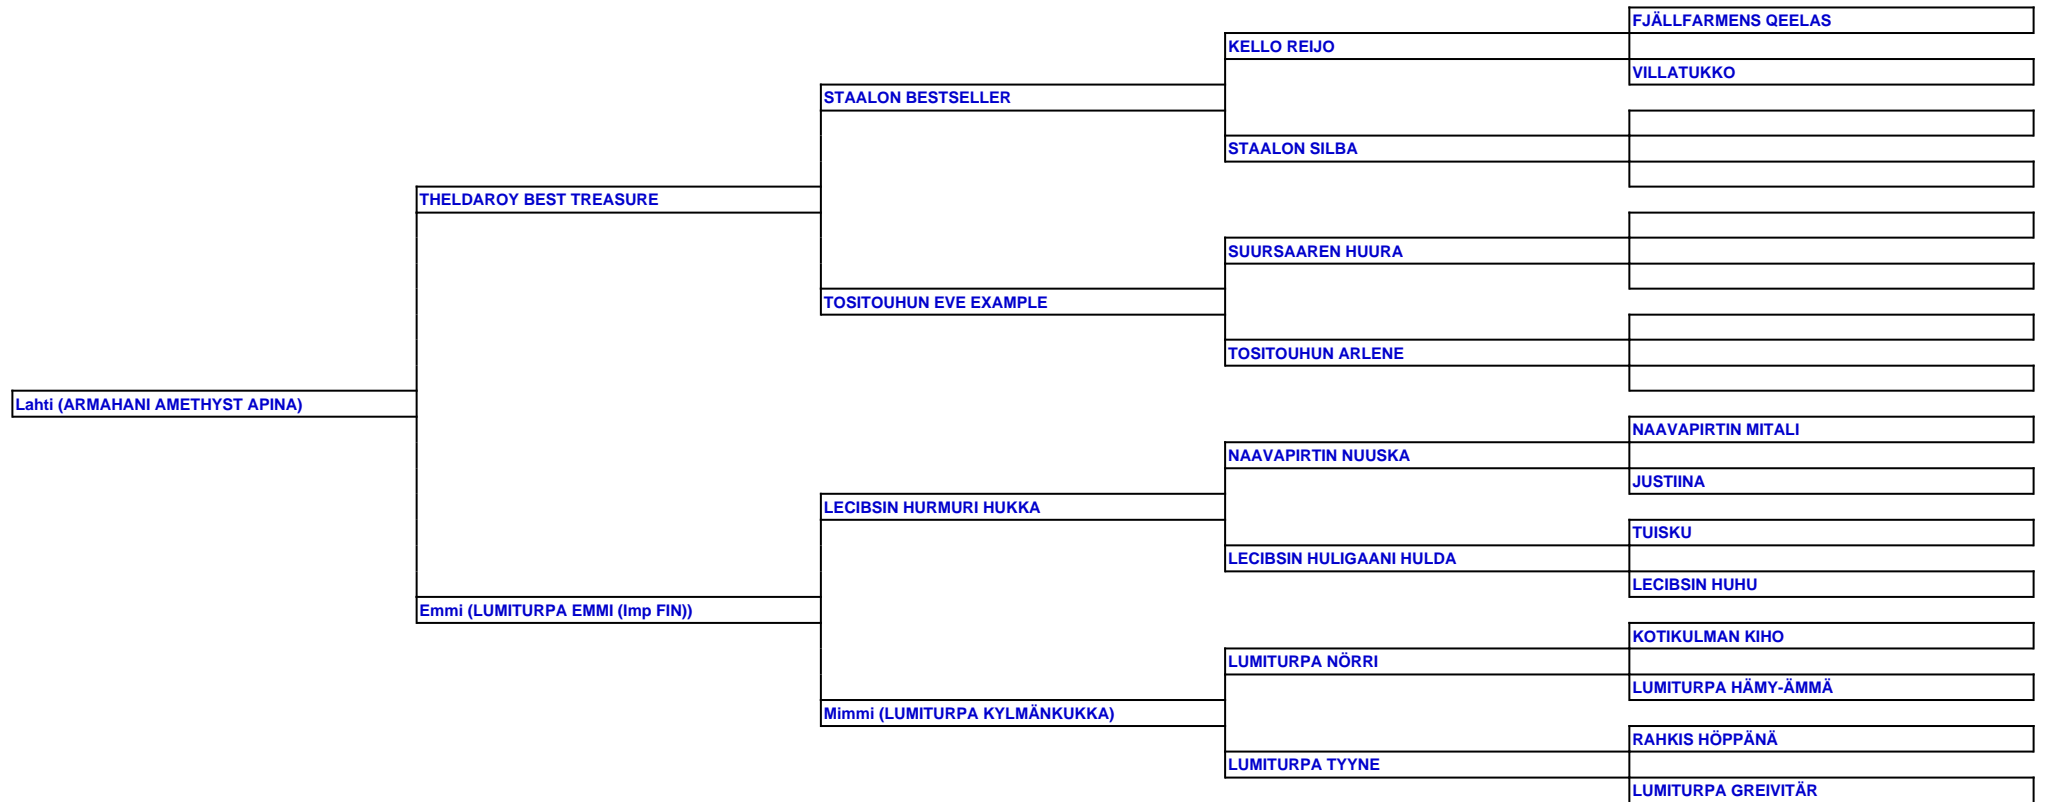 FJÄLLFARMENS QEELAS
KELLO REIJO
VILLATUKKO
STAALON BESTSELLER
STAALON SILBA
THELDAROY BEST TREASURE
SUURSAAREN HUURA
TOSITOUHUN EVE EXAMPLE
TOSITOUHUN ARLENE
Lahti (ARMAHANI AMETHYST APINA)
NAAVAPIRTIN MITALI
NAAVAPIRTIN NUUSKA
JUSTIINA
LECIBSIN HURMURI HUKKA
TUISKU
LECIBSIN HULIGAANI HULDA
LECIBSIN HUHU
Emmi (LUMITURPA EMMI (Imp FIN))
KOTIKULMAN KIHO
LUMITURPA NÖRRI
LUMITURPA HÄMY-ÄMMÄ
Mimmi (LUMITURPA KYLMÄNKUKKA)
RAHKIS HÖPPÄNÄ
LUMITURPA TYYNE
LUMITURPA GREIVITÄR